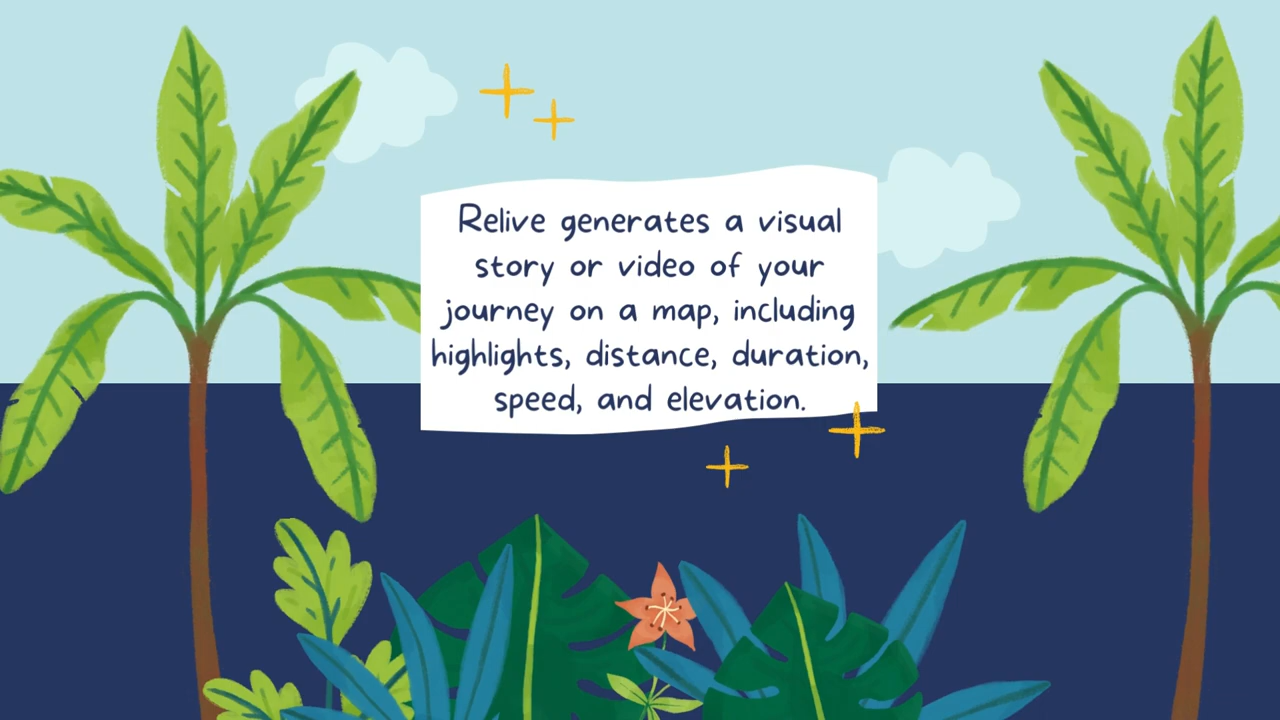 Relive generates a visual
story or video of your
journey on a map, including
highlights, distance, duration,
speed, and elevation.